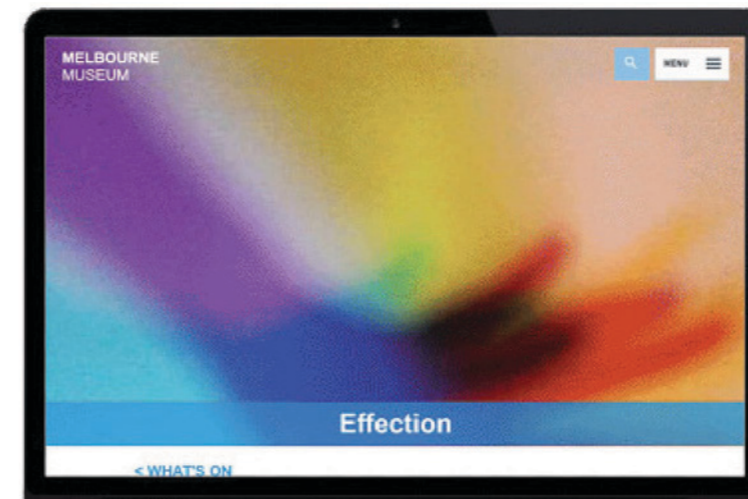 MELBOURNE
MUSEUM
MENU
Effection
< WHAT'S ON